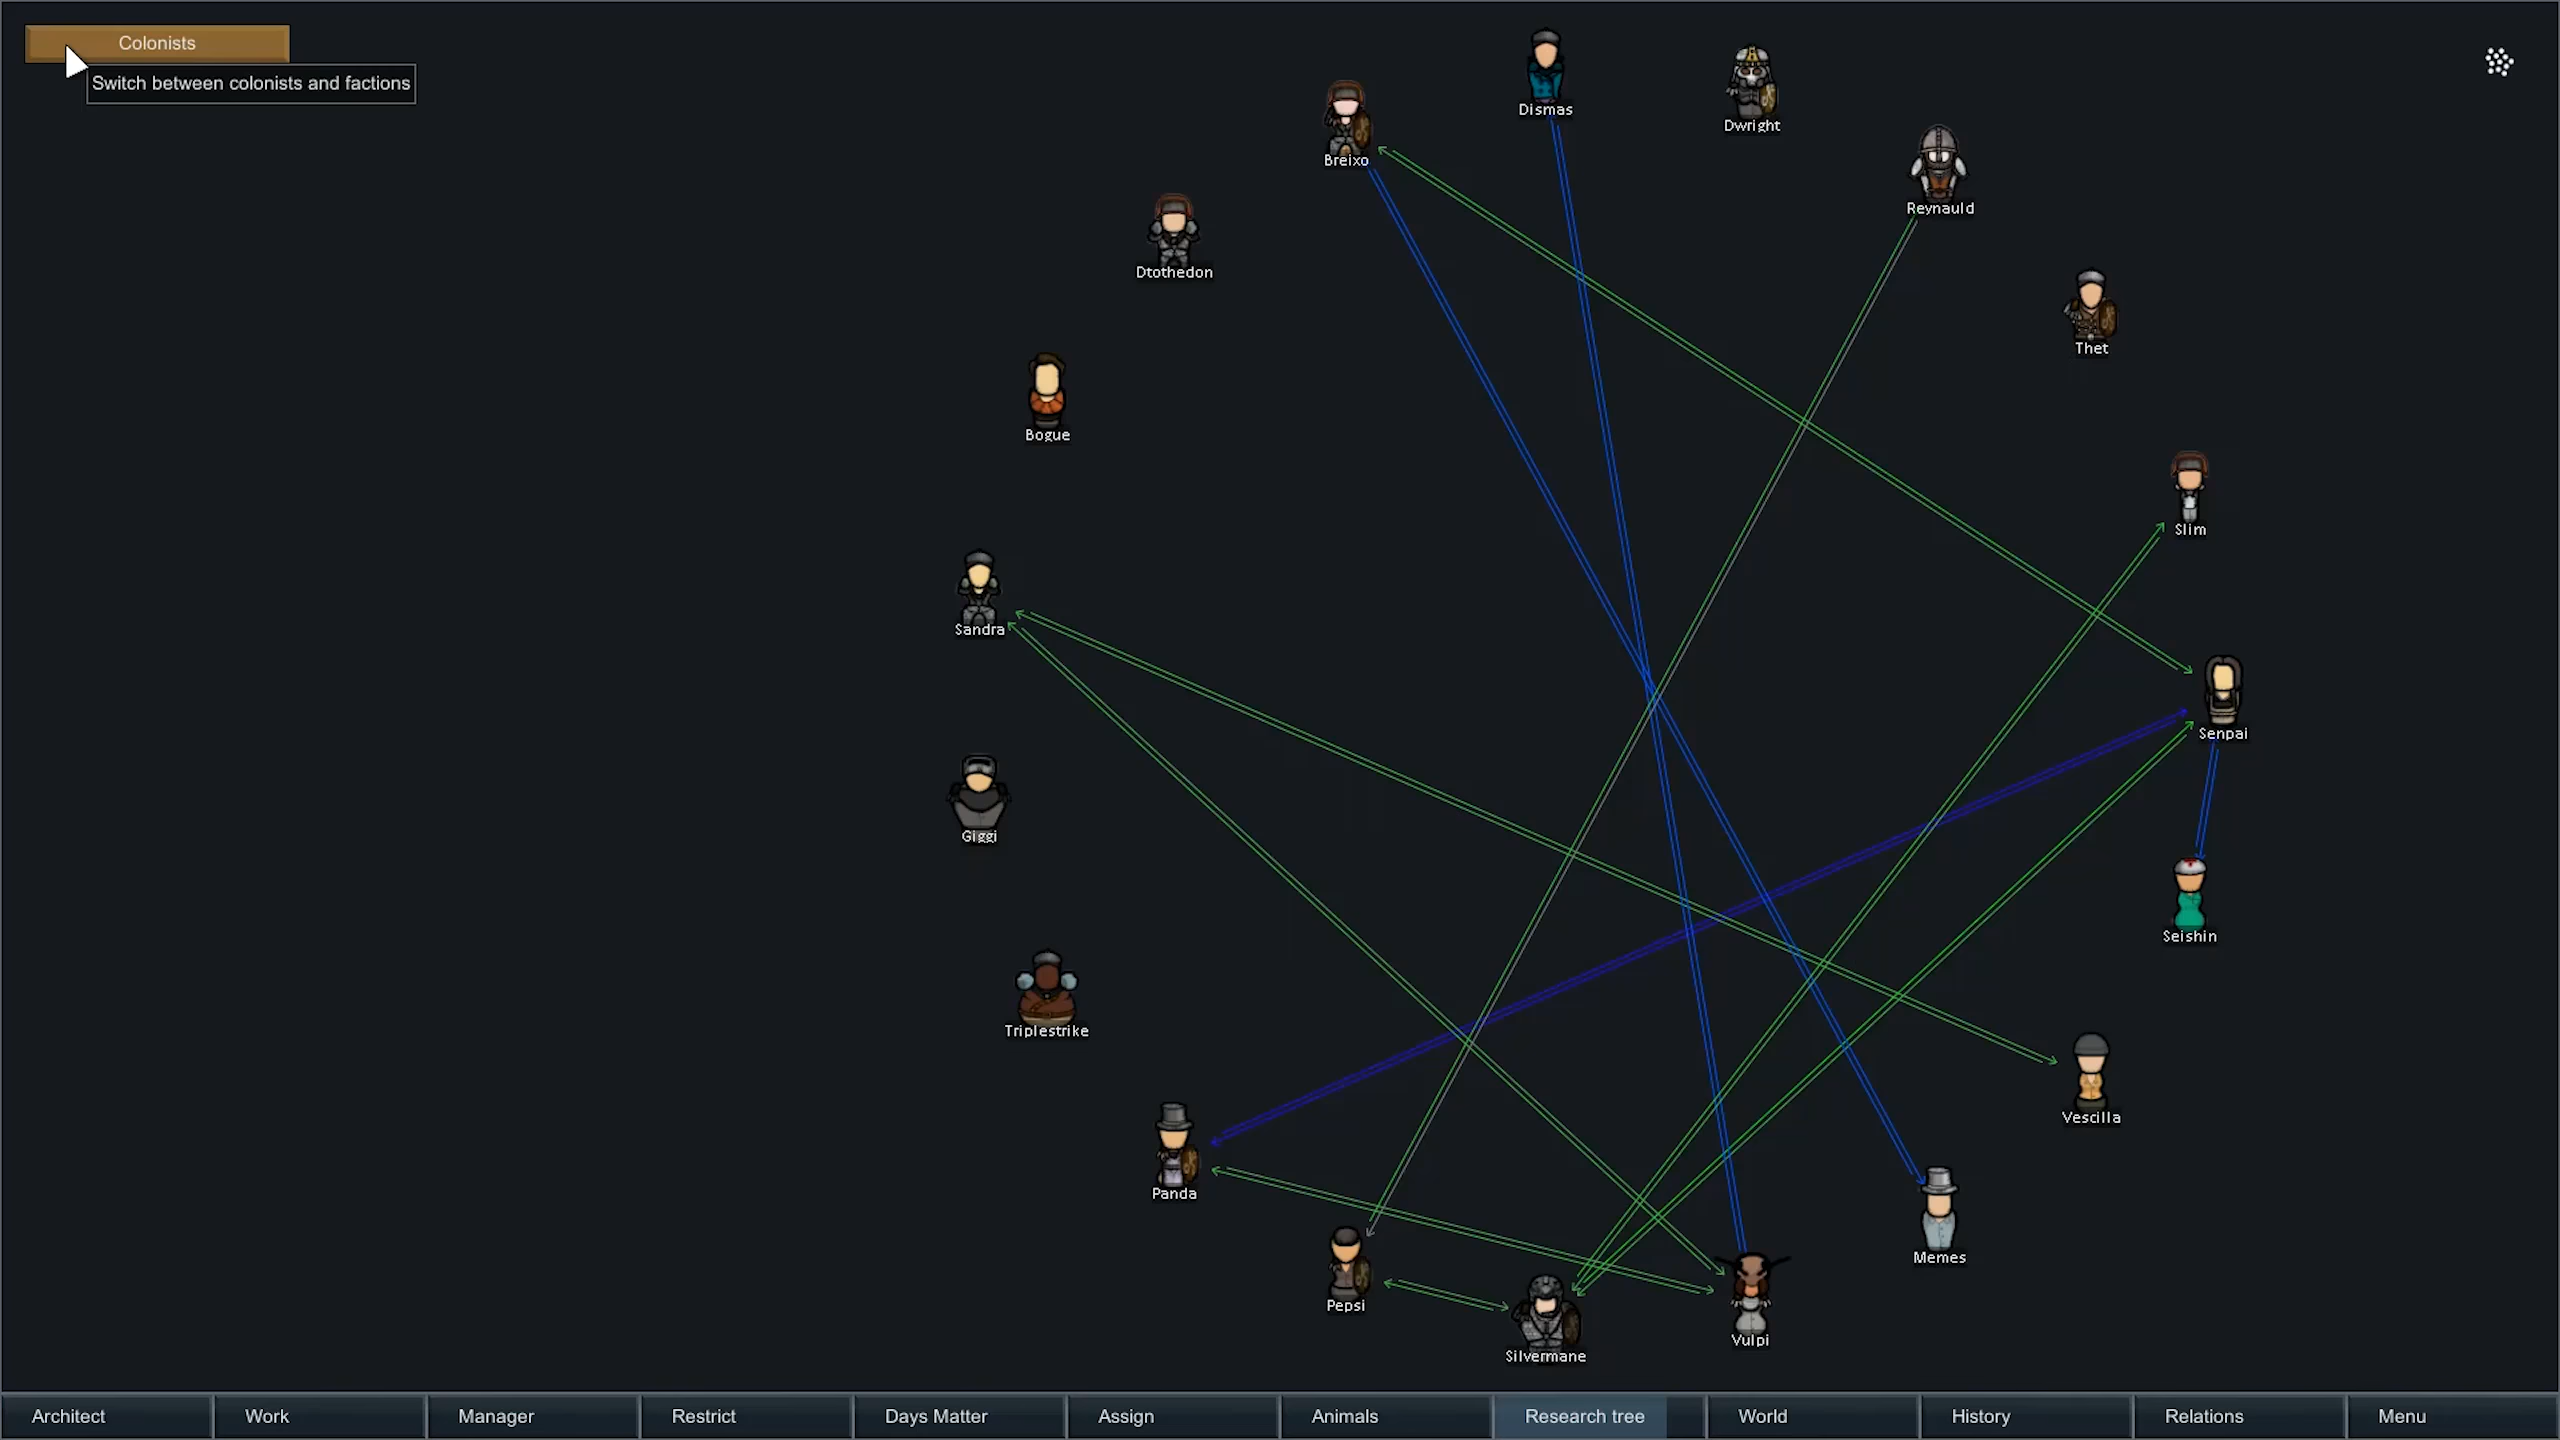 Colonists
Switch between colonists and factions
Dismas
Dwright
Breixo
Reynauld
Dtothedon
Thet
Bogue
Slim
Sandra
Senpai
Giggi
Seishin
Triplestrike
Vescilla
Panda
Memes
Pepsi
Vulpi
Silvermane
Architect
Work
Manager
Restrict
Days Matter
Assign
Animals
Research tree
World
History
Relations
Menu